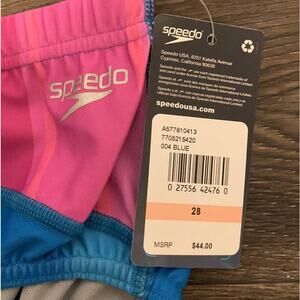 speedo
speedo
Speedo USA, 6251 Katella Avenue
Cypress, California 90630
speedousa.com
A577810413
7705215420
004 BLUE
0 27556 42476 0
28
MSRP $44.00